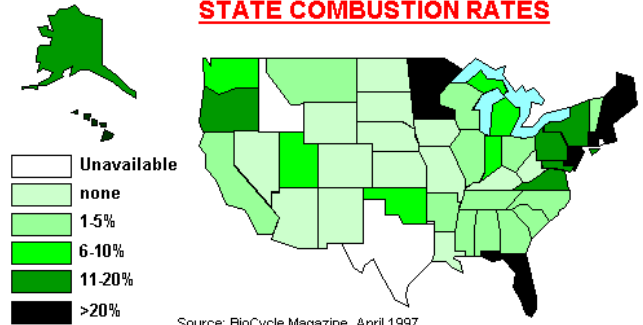 STATE COMBUSTION RATES
Unavailable
none
1-5%
6-10%
11-20%
>20%
Source: BioCycle Magazine, April 1997